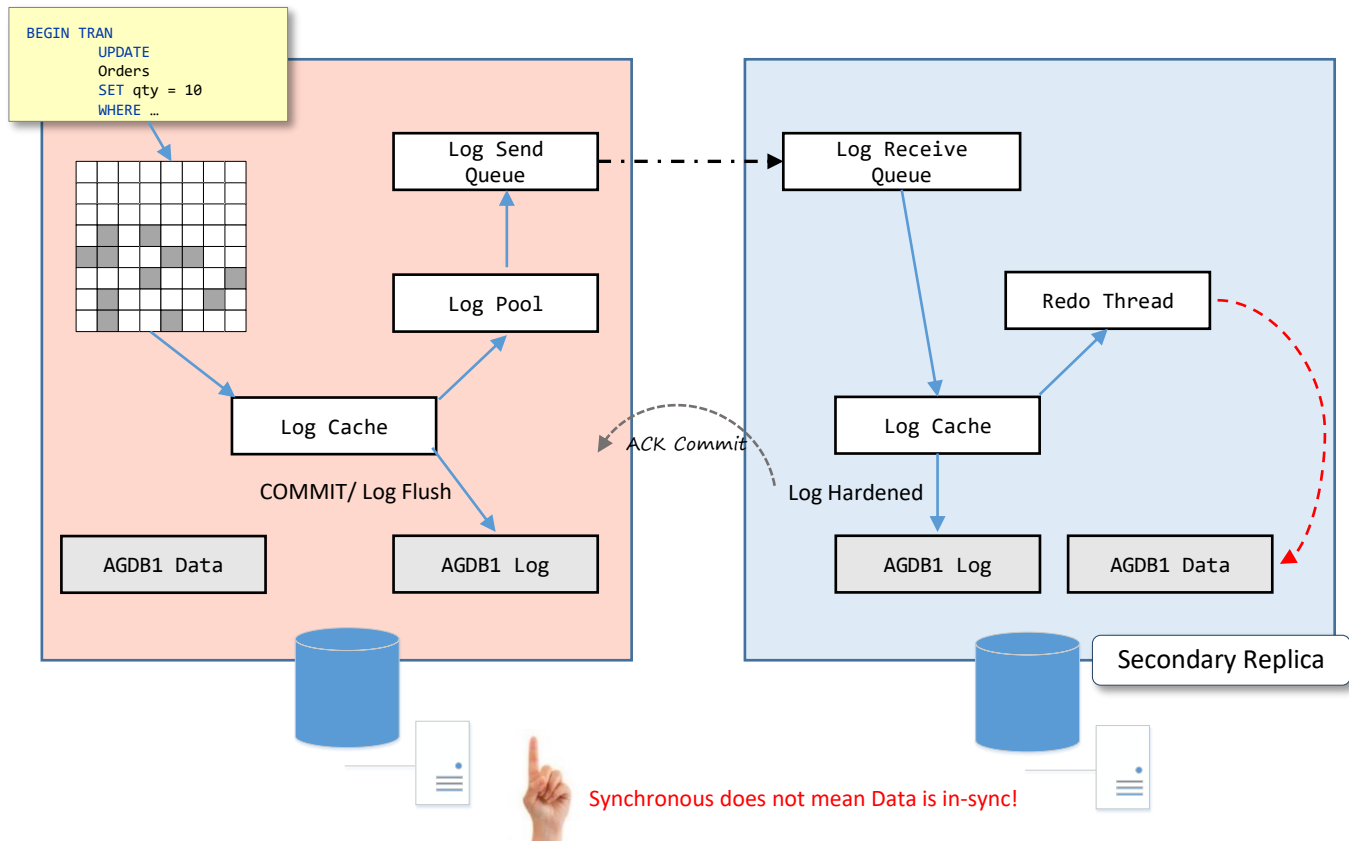 BEGIN TRAN
UPDATE
Orders
SET qty = 10
WHERE …
Log Send
Queue
Log Pool
Log Cache
COMMIT/ Log Flush
AGDB1 Data
AGDB1 Log
ACK Commit
Log Receive
Queue
Redo Thread
Log Cache
Log Hardened
AGDB1 Log
AGDB1 Data
Secondary Replica
Synchronous does not mean Data is in-sync!